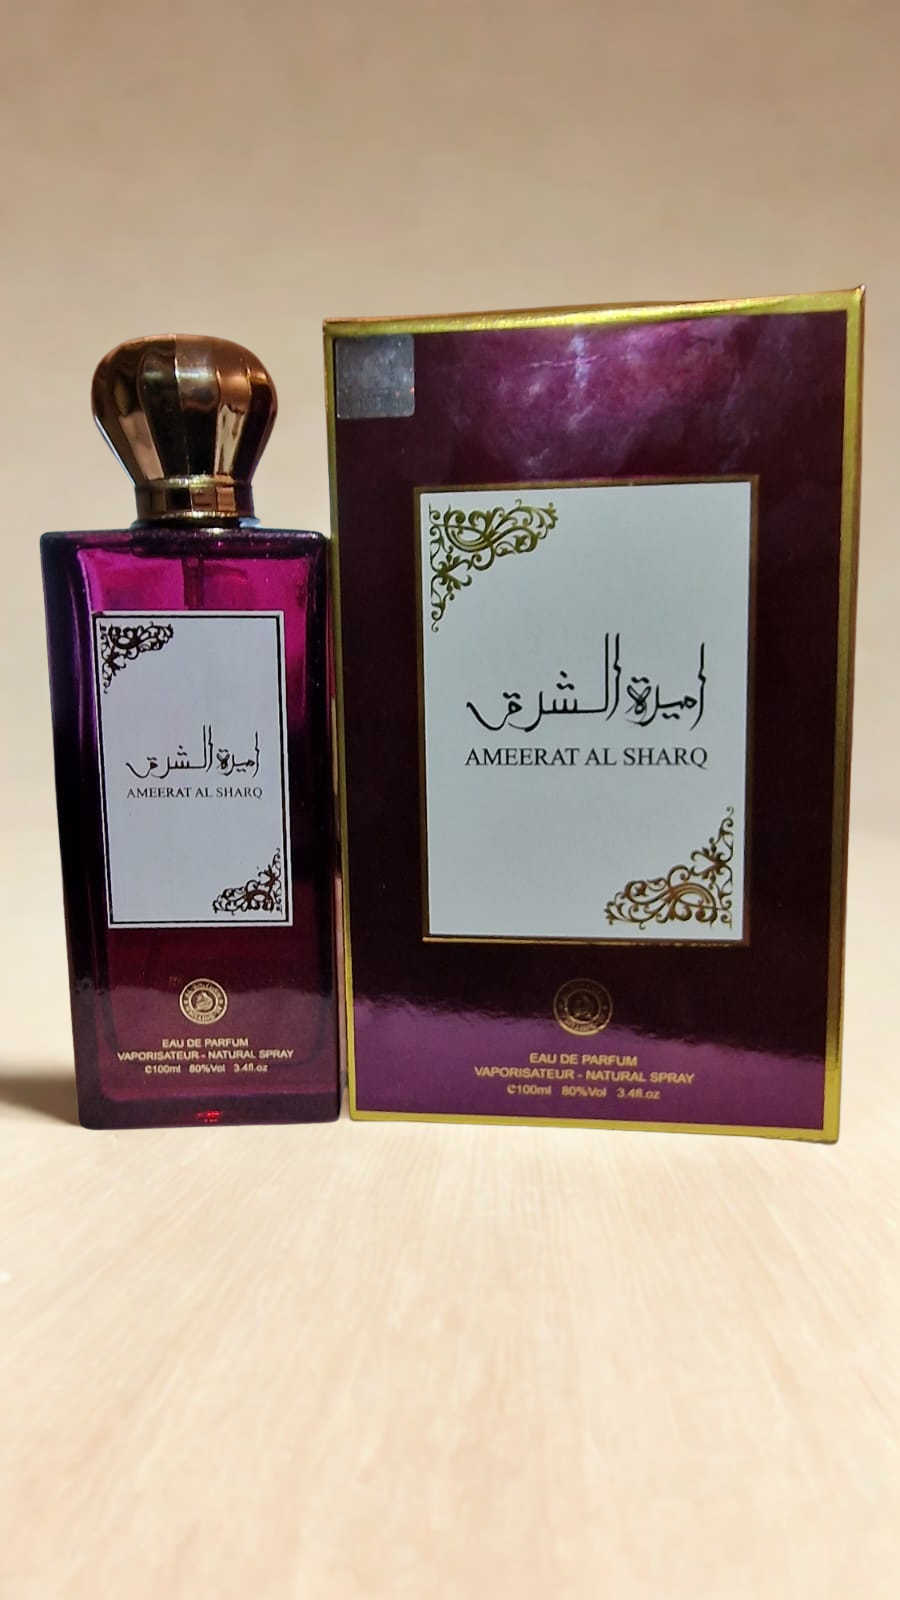 اميرة الشرق
AMEERAT AL SHARQ
EAU DE PARFUM
VAPORISATEUR - NATURAL SPRAY
℮100ml 80%Vol 3.4fl.oz
اميرة الشرق
AMEERAT AL SHARQ
EAU DE PARFUM
VAPORISATEUR - NATURAL SPRAY
℮100ml 80%Vol 3.4fl.oz